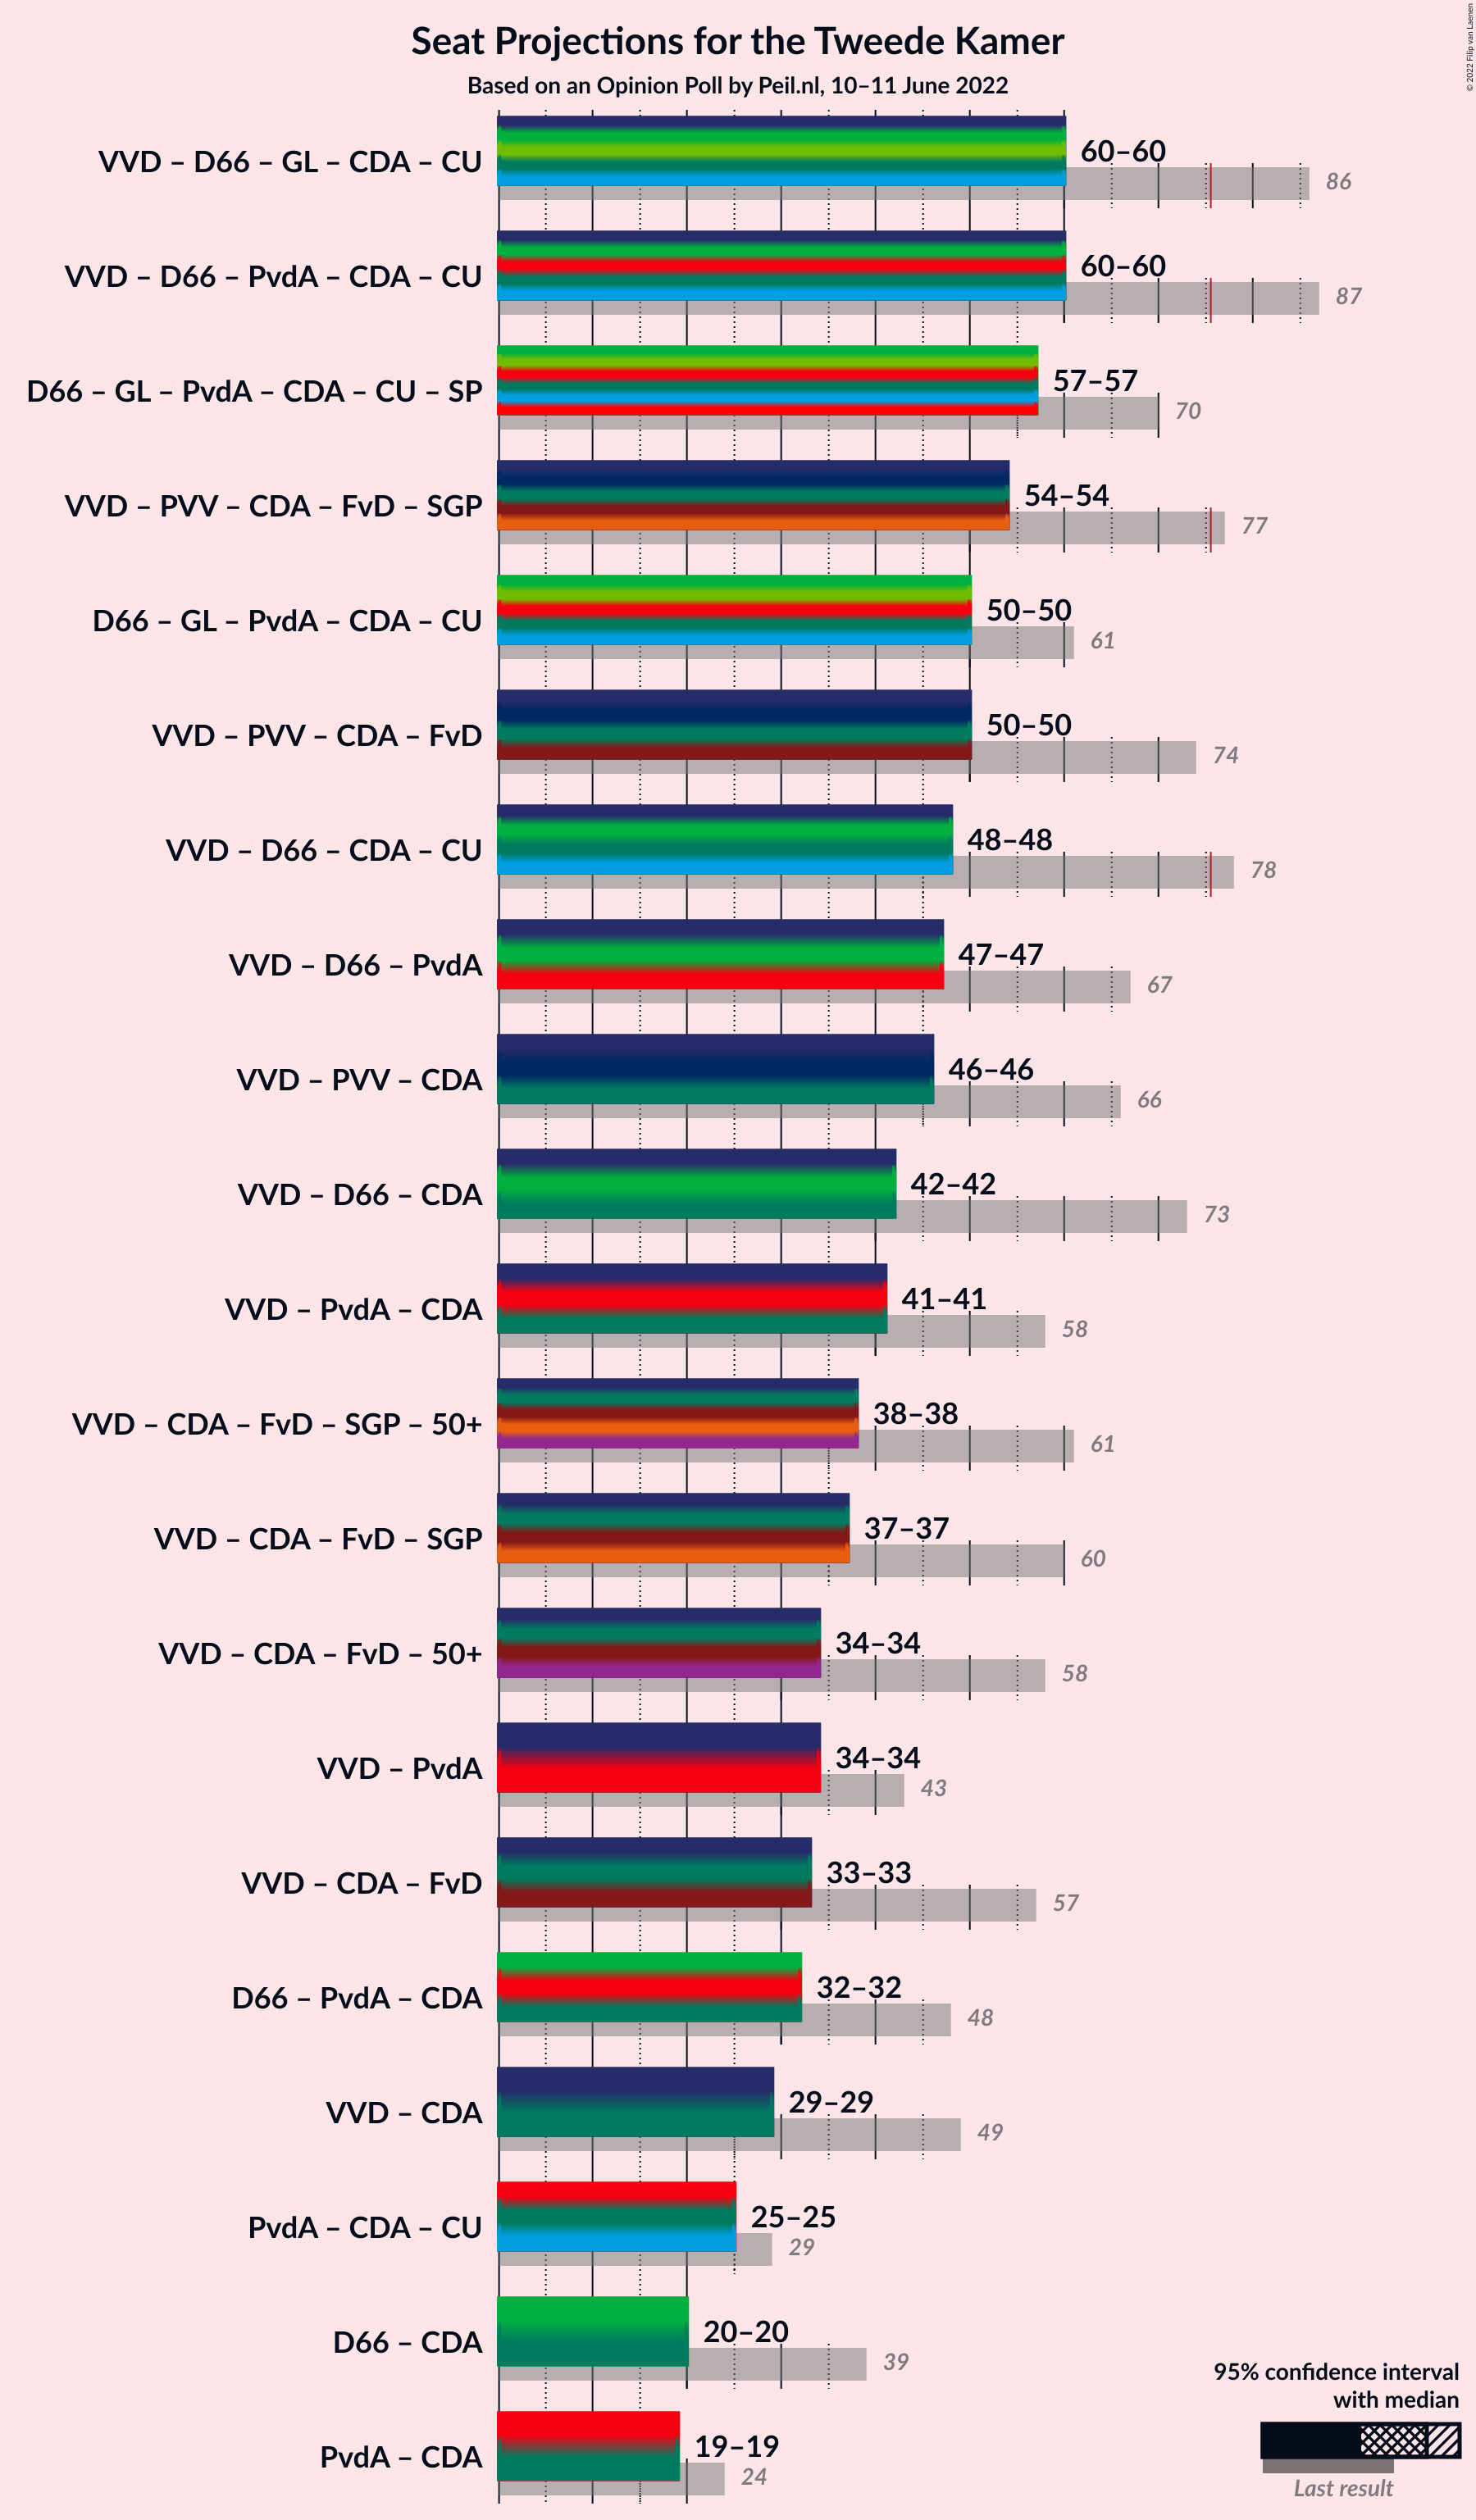 Seat Projections for the Tweede Kamer
Based on an Opinion Poll by Peil.nl, 10–11 June 2022
© 2022 Filip van Laenen
VVD – D66 – GL – CDA – CU
60–60
86
VVD – D66 – PvdA – CDA – CU
60–60
87
D66 – GL – PvdA – CDA – CU – SP
57–57
70
VVD – PVV – CDA – FvD – SGP
54–54
77
D66 – GL – PvdA – CDA – CU
50–50
61
VVD – PVV – CDA – FvD
50–50
74
VVD – D66 – CDA – CU
48–48
78
VVD – D66 – PvdA
47–47
67
VVD – PVV – CDA
46–46
66
VVD – D66 – CDA
42–42
73
VVD – PvdA – CDA
41–41
58
VVD – CDA – FvD – SGP – 50+
38–38
61
VVD – CDA – FvD – SGP
37–37
60
VVD – CDA – FvD – 50+
34–34
58
VVD – PvdA
34–34
43
VVD – CDA – FvD
33–33
57
D66 – PvdA – CDA
32–32
48
VVD – CDA
29–29
49
PvdA – CDA – CU
25–25
29
D66 – CDA
20–20
39
PvdA – CDA
19–19
24
95% confidence interval
with median
Last result